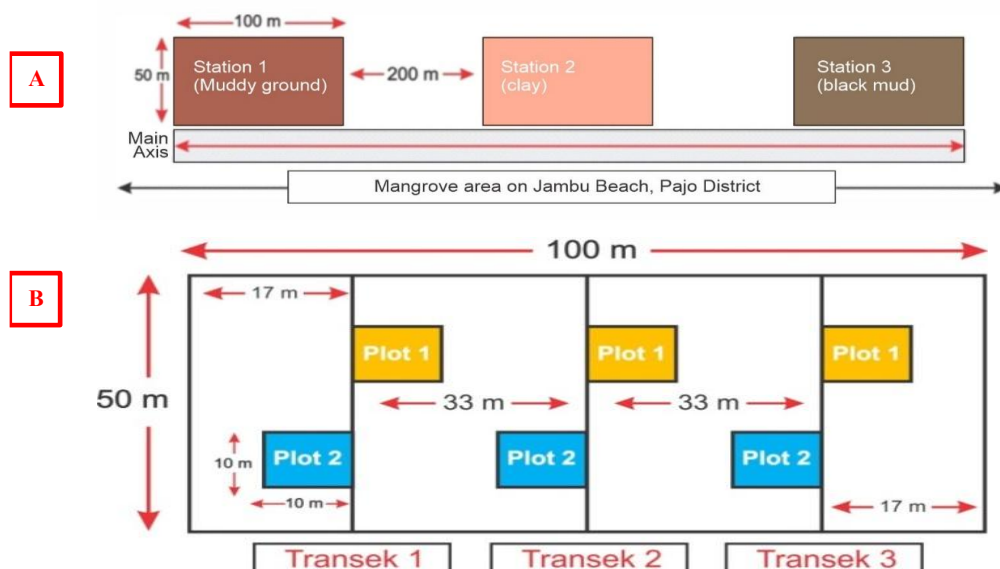 A
100 m
50 m
Station 1
(Muddy ground)
200 m
Station 2
(clay)
Station 3
(black mud)
Main
Axis
Mangrove area on Jambu Beach, Pajo District
B
100 m
17 m
Plot 1
Plot 1
Plot 1
50 m
33 m
33 m
10 m
Plot 2
Plot 2
Plot 2
10 m
17 m
Transek 1
Transek 2
Transek 3